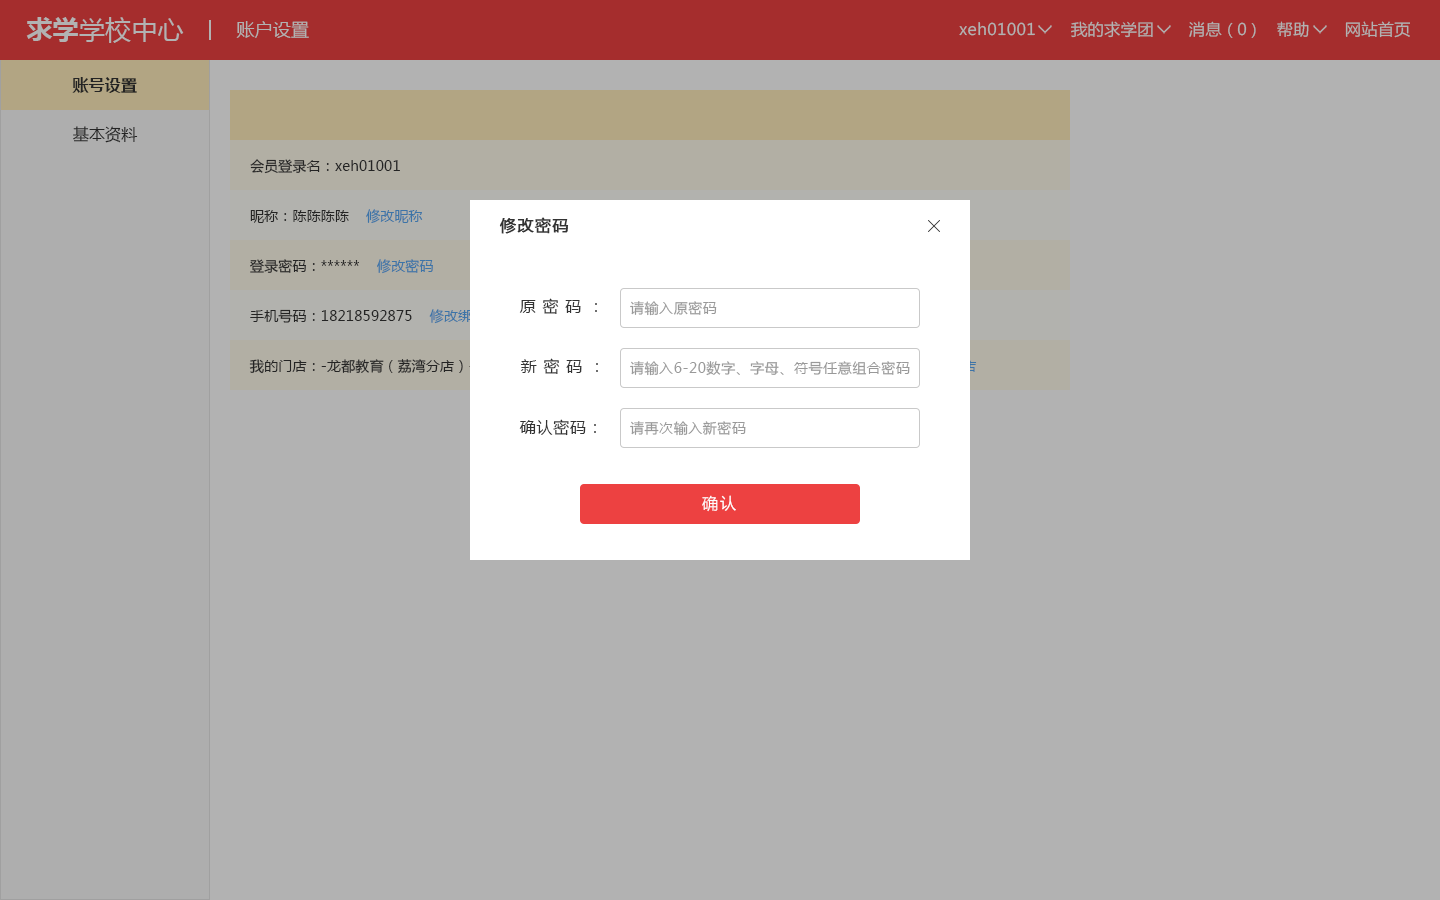 求学学校中心 | 账户设置 xeh01001 我的求学团 消息（0） 帮助 网站首页
账号设置
基本资料
会员登录名：xeh01001
昵称：陈陈陈陈 修改昵称
登录密码：****** 修改密码
手机号码：18218592875 修改绑
我的门店：-龙都教育（荔湾分店） 店
修改密码
原密码： 请输入原密码
新密码： 请输入6-20数字、字母、符号任意组合密码
确认密码： 请再次输入新密码
确认